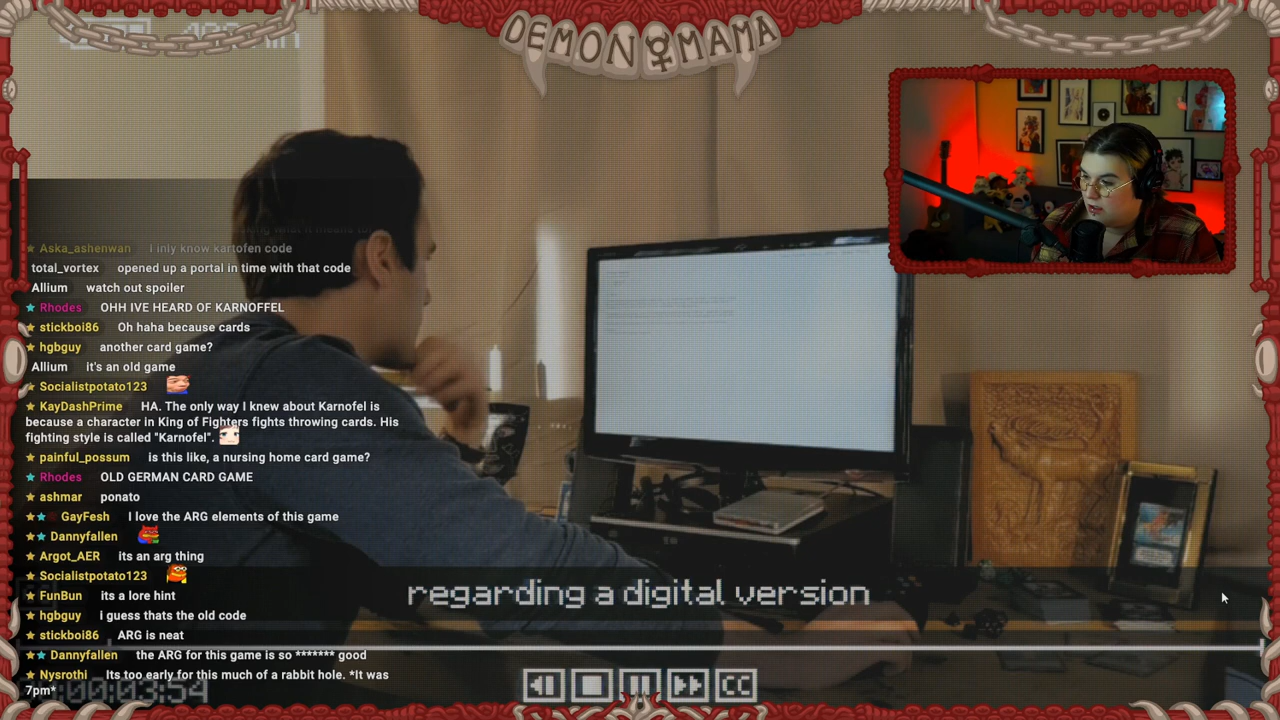 DEMON MAMA
Aska_ashenwan I inly know kartofen code
total_vortex opened up a portal in time with that code
Allium watch out spoiler
Rhodes OHH IVE HEARD OF KARNOFFEL
stickboi86 Oh haha because cards
hgbguy another card game?
Allium it's an old game
Socialistpotato123
KayDashPrime HA. The only way I knew about Karnofel is
because a character in King of Fighters fights throwing cards. His
fighting style is called "Karnofel".
painful_possum is this like, a nursing home card game?
Rhodes OLD GERMAN CARD GAME
ashmar ponato
GayFesh I love the ARG elements of this game
Dannyfallen
Argot_AER its an arg thing
Socialistpotato123
FunBun its a lore hint
hgbguy i guess thats the old code
stickboi86 ARG is neat
Dannyfallen the ARG for this game is so ******* good
Nysrothi Its too early for this much of a rabbit hole. *It was
7pm*
regarding a digital version
:00:03:54
CC